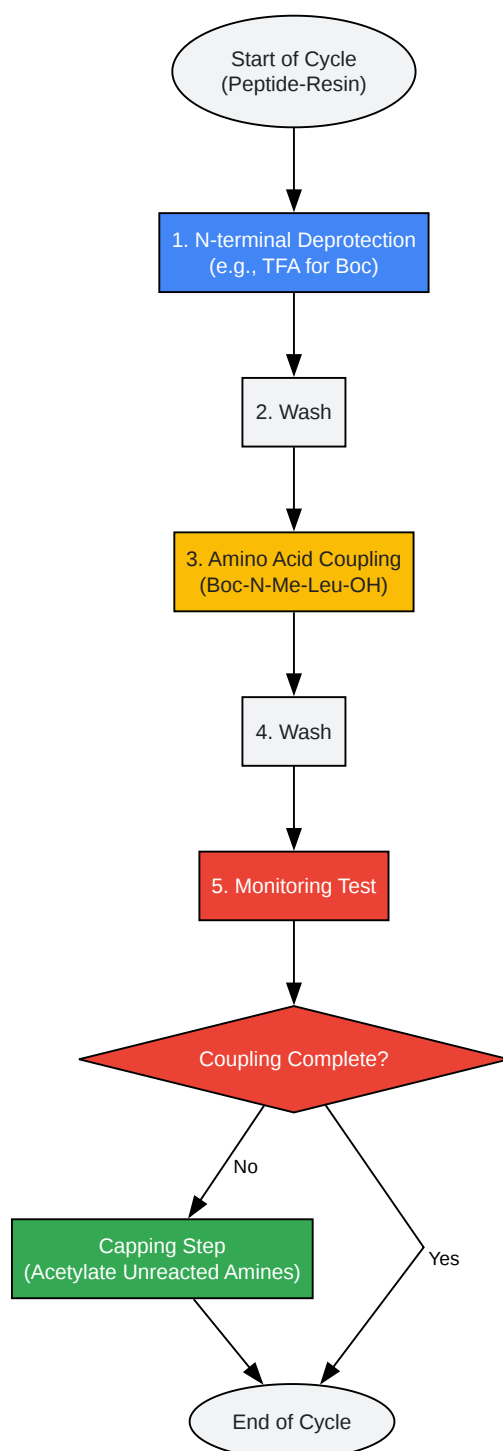 Start of Cycle
(Peptide-Resin)
1. N-terminal Deprotection
(e.g., TFA for Boc)
2. Wash
3. Amino Acid Coupling
(Boc-N-Me-Leu-OH)
4. Wash
5. Monitoring Test
Coupling Complete?
No
Capping Step
(Acetylate Unreacted Amines)
Yes
End of Cycle